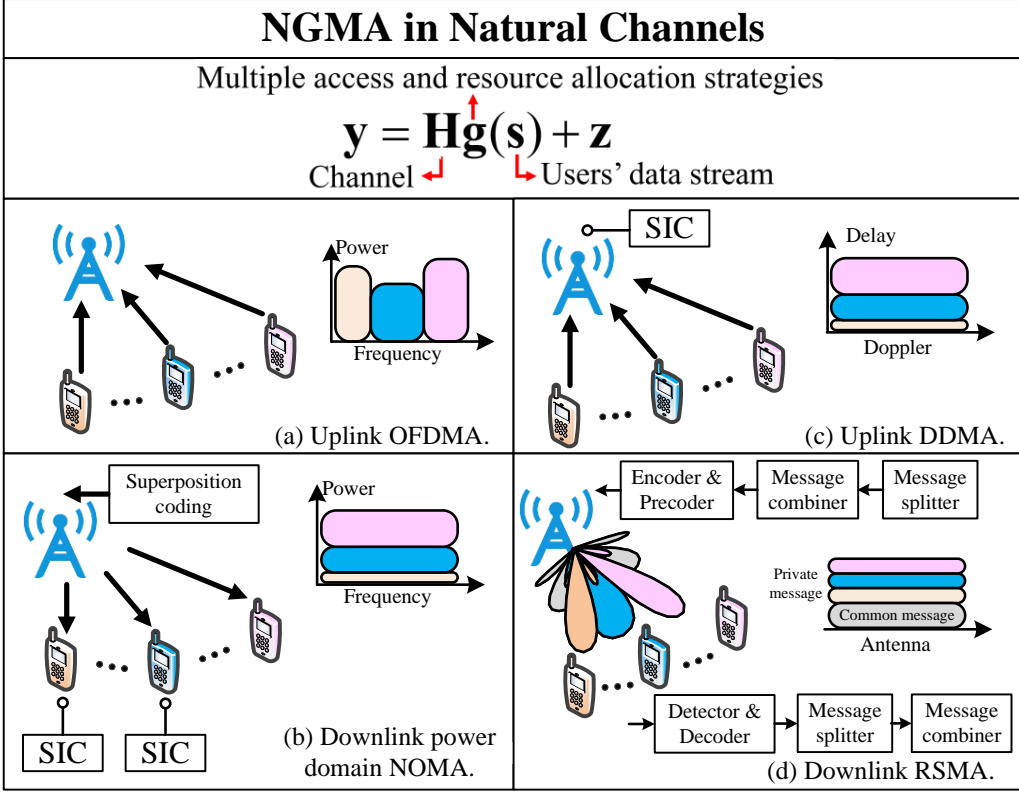 NGMA in Natural Channels
Multiple access and resource allocation strategies
y = Hg(s) + z
Channel
Users' data stream
Power
Frequency
(a) Uplink OFDMA.
SIC
Delay
Doppler
(c) Uplink DDMA.
Superposition
coding
Power
Frequency
SIC
SIC
(b) Downlink power
domain NOMA.
Encoder &
Precoder
Message
combiner
Message
splitter
Private
message
Common message
Antenna
Detector &
Decoder
Message
splitter
Message
combiner
(d) Downlink RSMA.